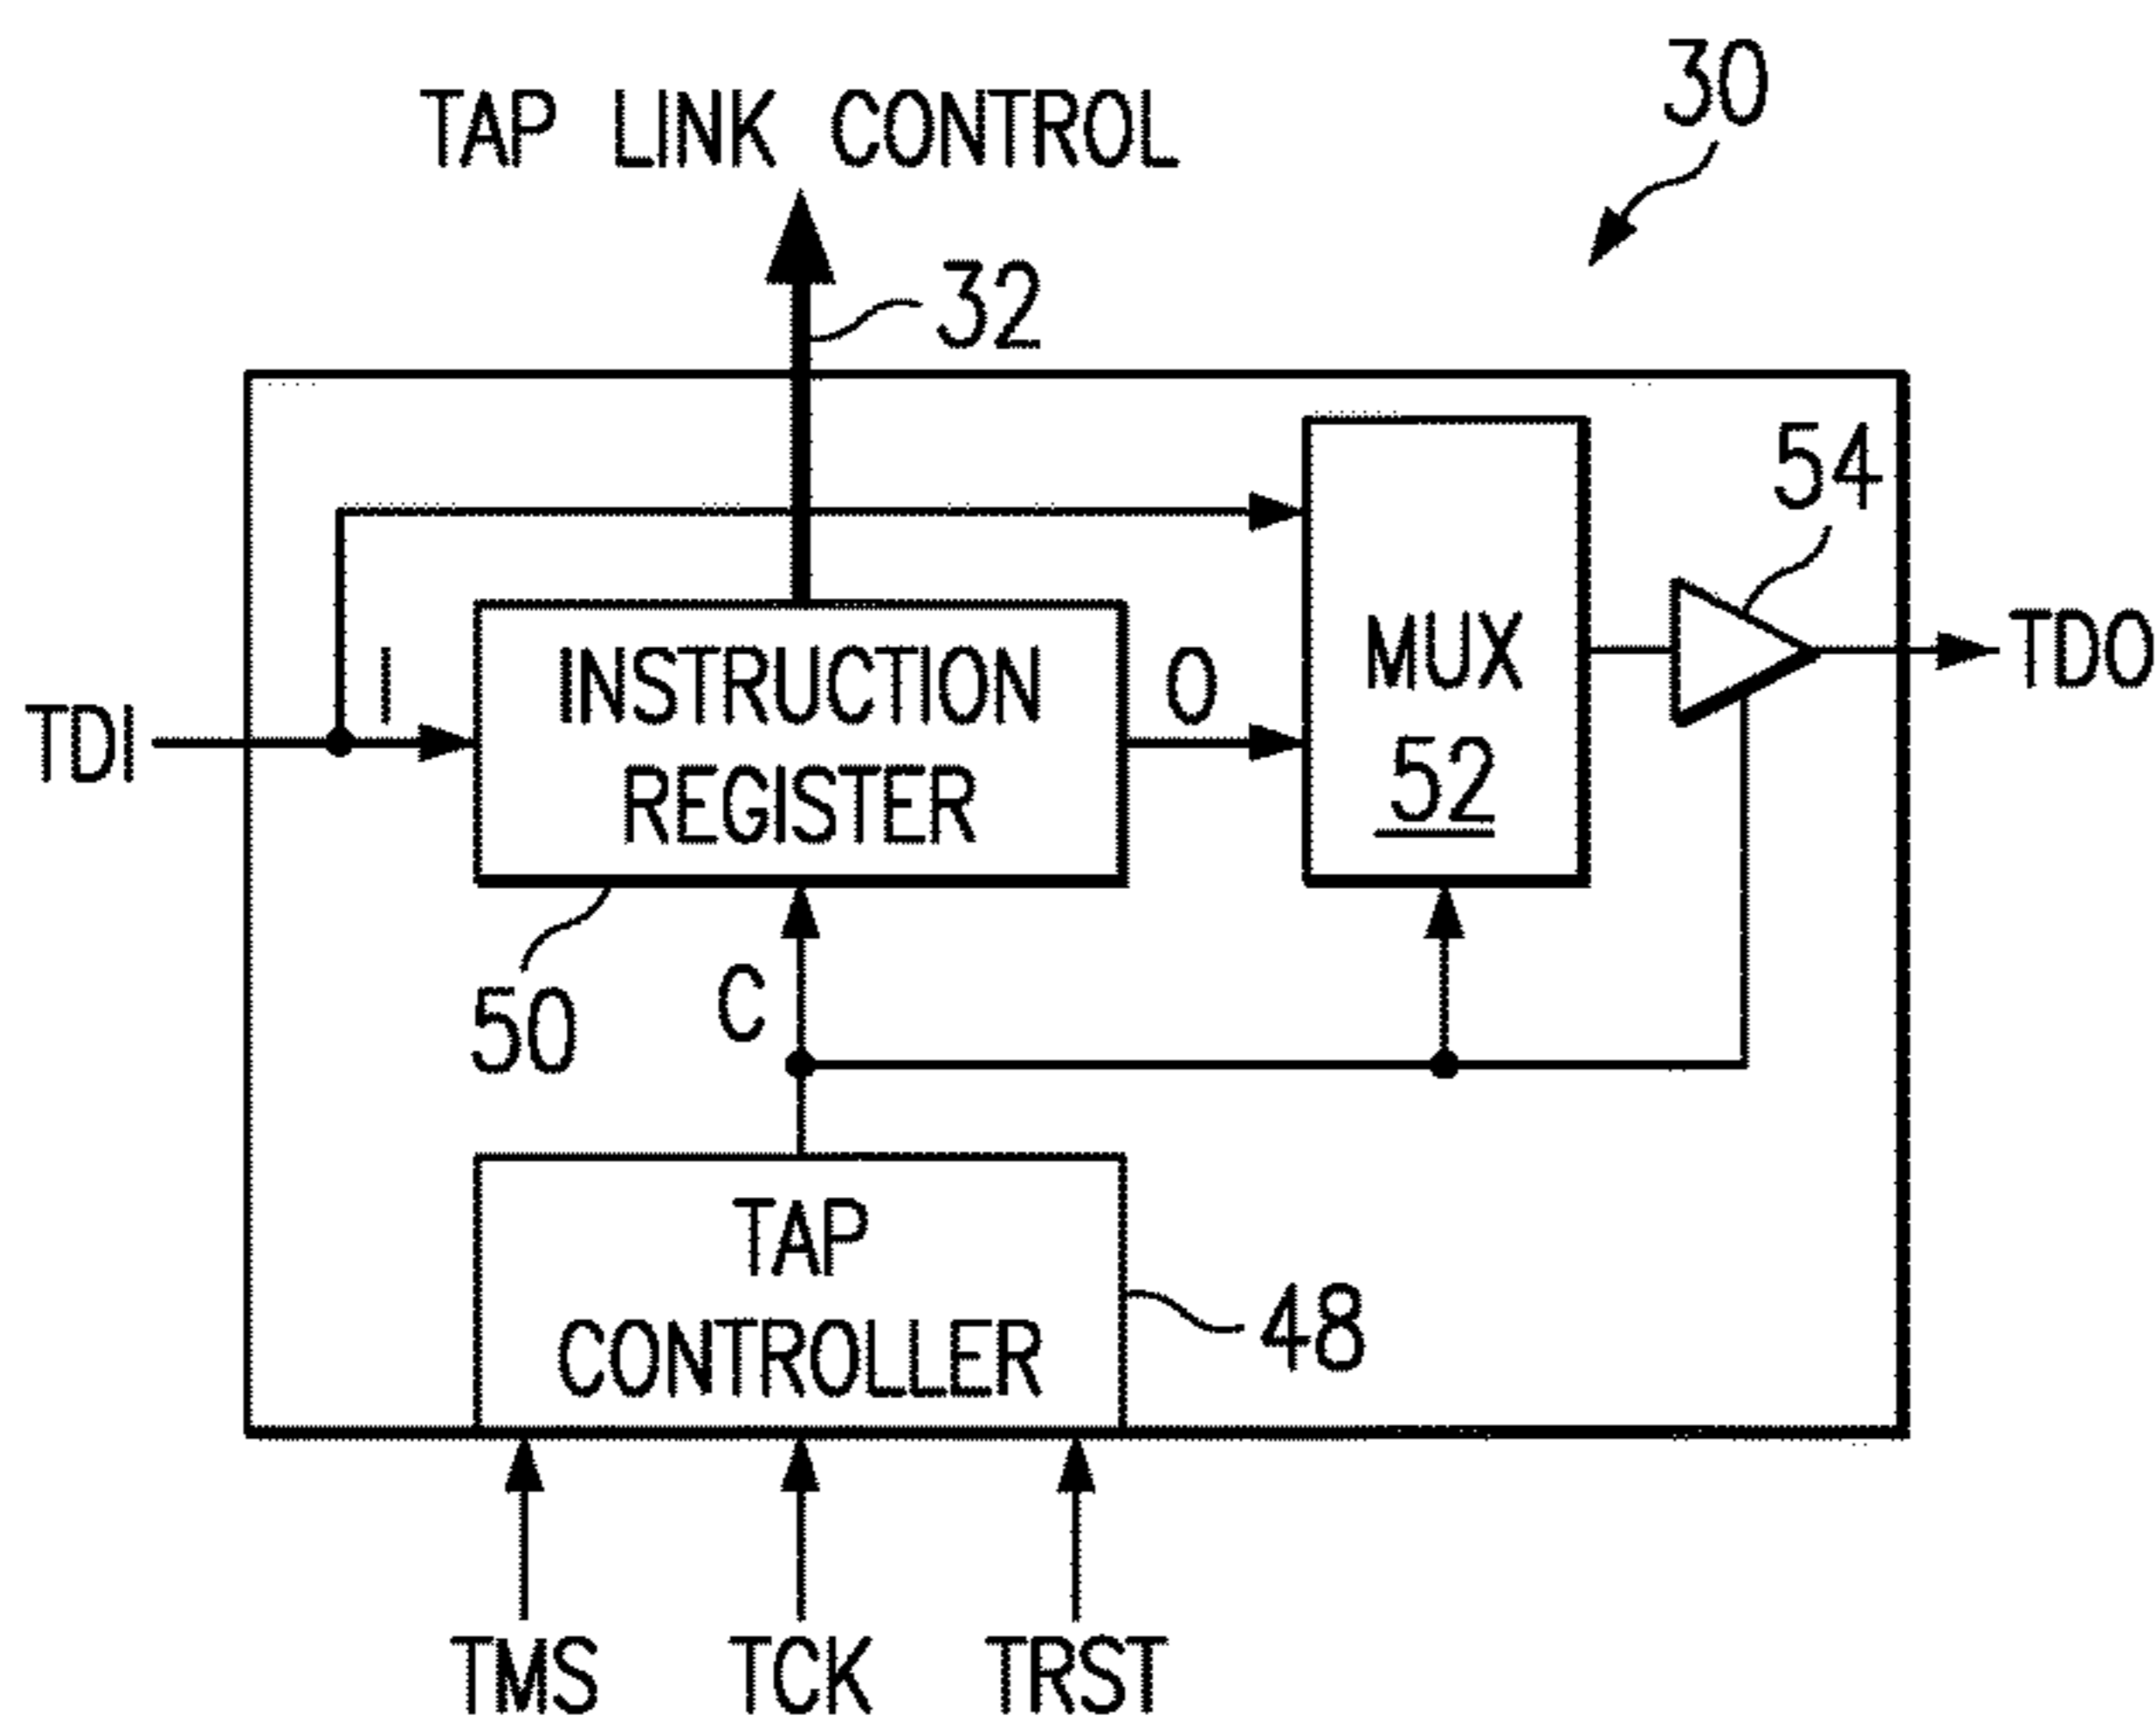 30
TAP LINK CONTROL
32
54
I
INSTRUCTION
REGISTER
O
MUX
52
TDO
TDI
50
C
TAP
CONTROLLER
48
TMS
TCK
TRST